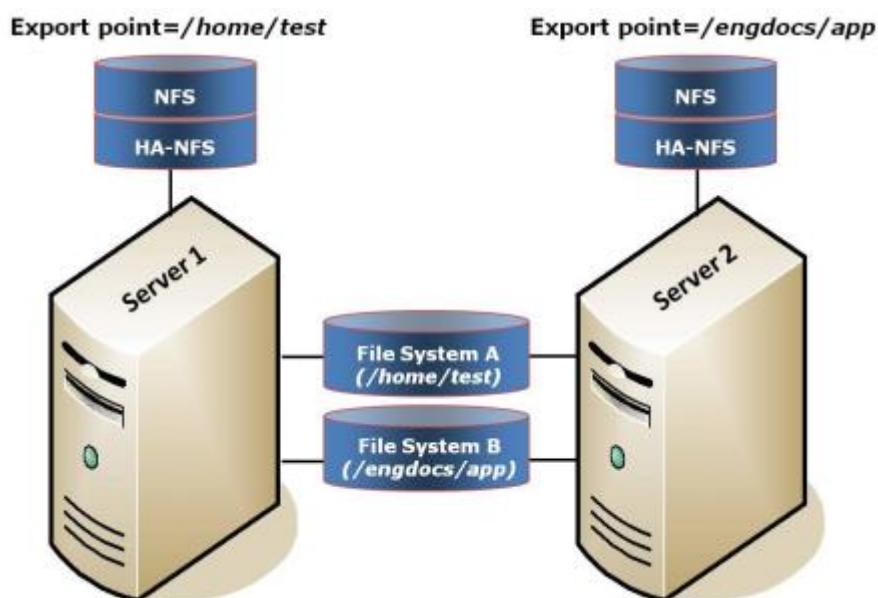 Export point=/home/test
Export point=/engdocs/app
NFS
HA-NFS
NFS
HA-NFS
Server 1
Server 2
File System A
(/home/test)
File System B
(/engdocs/app)